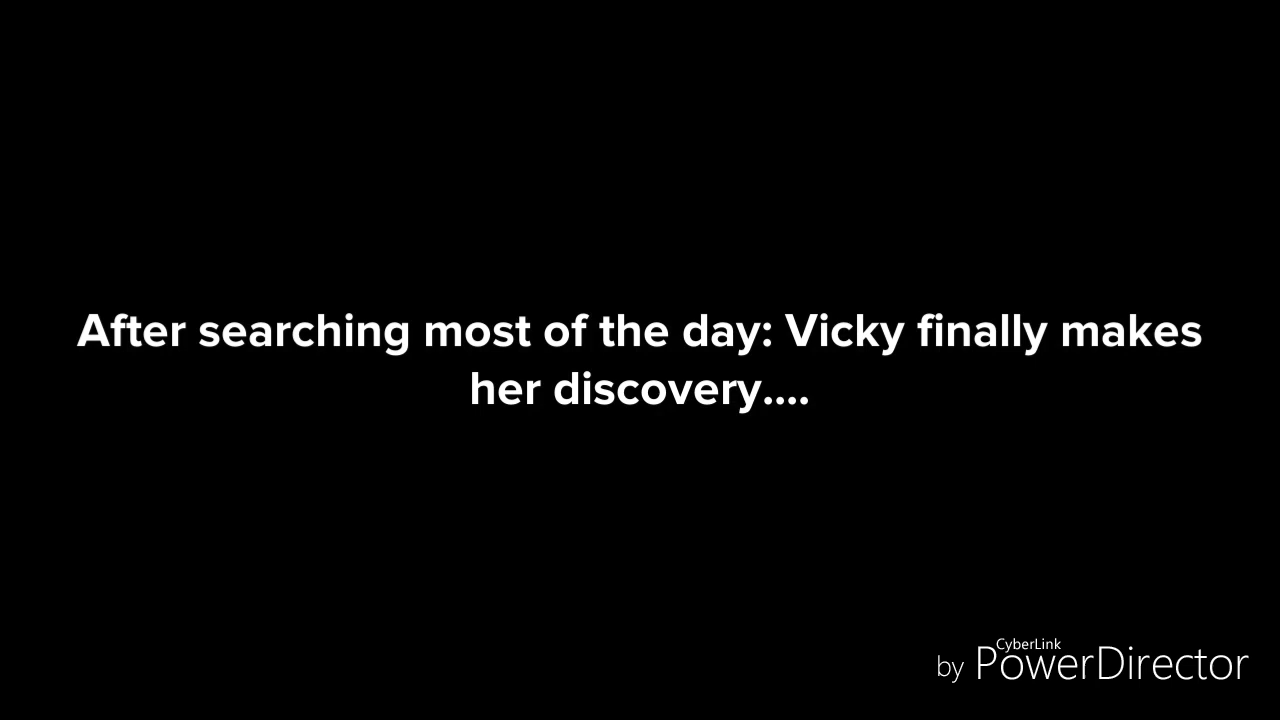 After searching most of the day: Vicky finally makes
her discovery....
CyberLink
by PowerDirector